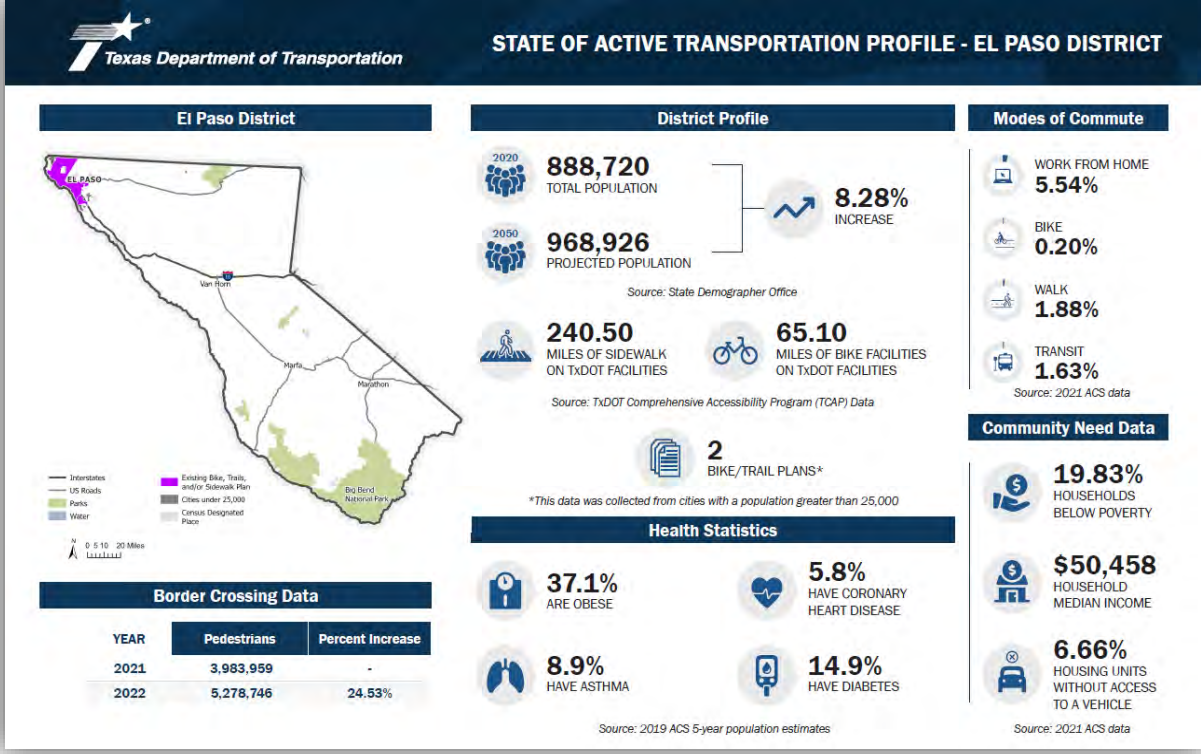 Texas Department of Transportation
STATE OF ACTIVE TRANSPORTATION PROFILE - EL PASO DISTRICT
El Paso District
EL PASO
Van Horn
10
Marfa
Marathon
Big Bend
National Park
Interstates
US Roads
Parks
Water
Existing Bike, Trails,
and/or Sidewalk Plan
Cities under 25,000
Census Designated
Place
N
0 5 10 20 Miles
Border Crossing Data
YEAR Pedestrians Percent Increase
2021 3,983,959 -
2022 5,278,746 24.53%
District Profile
2020
888,720
TOTAL POPULATION
2050
968,926
PROJECTED POPULATION
8.28%
INCREASE
Source: State Demographer Office
240.50
MILES OF SIDEWALK
ON TxDOT FACILITIES
65.10
MILES OF BIKE FACILITIES
ON TxDOT FACILITIES
Source: TxDOT Comprehensive Accessibility Program (TCAP) Data
2
BIKE/TRAIL PLANS*
*This data was collected from cities with a population greater than 25,000
Health Statistics
37.1%
ARE OBESE
5.8%
HAVE CORONARY
HEART DISEASE
8.9%
HAVE ASTHMA
14.9%
HAVE DIABETES
Source: 2019 ACS 5-year population estimates
Modes of Commute
WORK FROM HOME
5.54%
BIKE
0.20%
WALK
1.88%
TRANSIT
1.63%
Source: 2021 ACS data
Community Need Data
19.83%
HOUSEHOLDS
BELOW POVERTY
$50,458
HOUSEHOLD
MEDIAN INCOME
6.66%
HOUSING UNITS
WITHOUT ACCESS
TO A VEHICLE
Source: 2021 ACS data